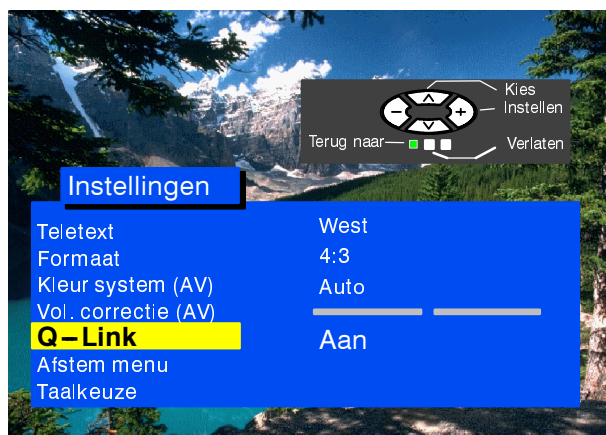 Kies
Instellen
Terug naar
Verlaten
Instellingen
Teletext West
Formaat 4:3
Kleur system (AV) Auto
Vol. correctie (AV)
Q–Link Aan
Afstem menu
Taalkeuze